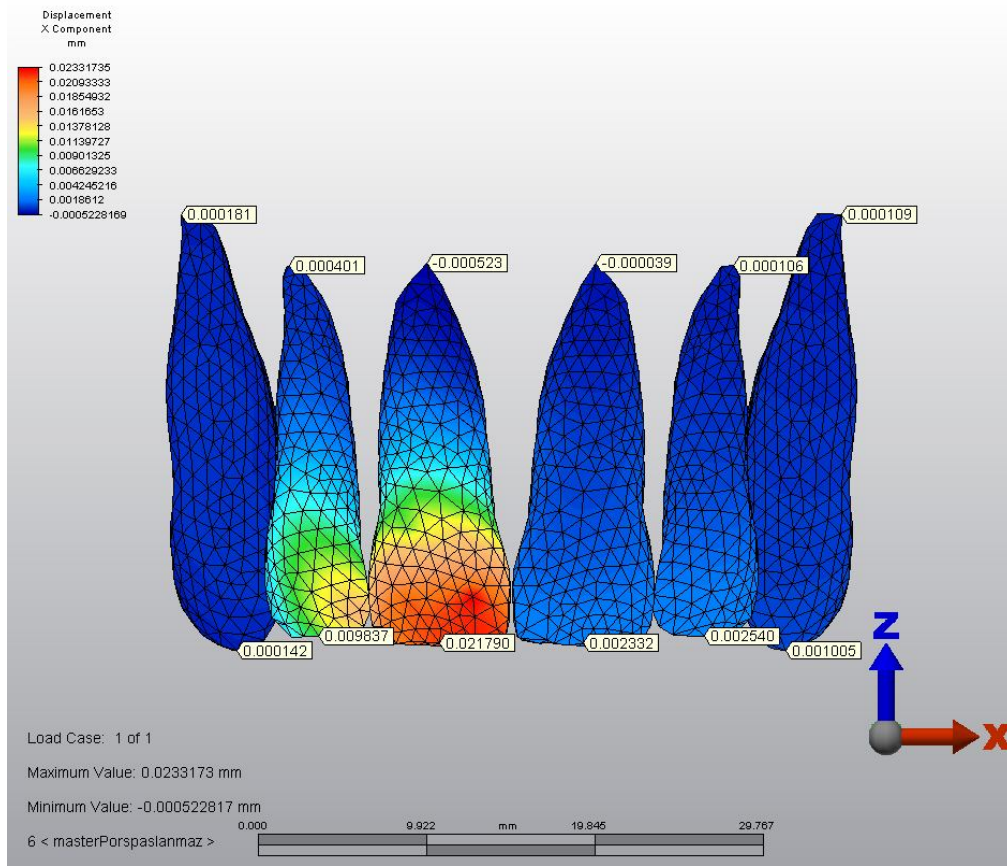 Displacement
X Component
mm
0.02331735
0.02093333
0.01854932
0.0161653
0.01378128
0.01139727
0.00901325
0.006629233
0.004245216
0.0018612
-0.0005228169
0.000181
0.000401
-0.000523
-0.000039
0.000106
0.000109
0.000142
0.009837
0.021790
0.002332
0.002540
0.001005
Z
X
Load Case: 1 of 1
Maximum Value: 0.0233173 mm
Minimum Value: -0.000522817 mm
0.000 9.922 mm 19.845 29.767
6 < masterPorspaslanmaz >